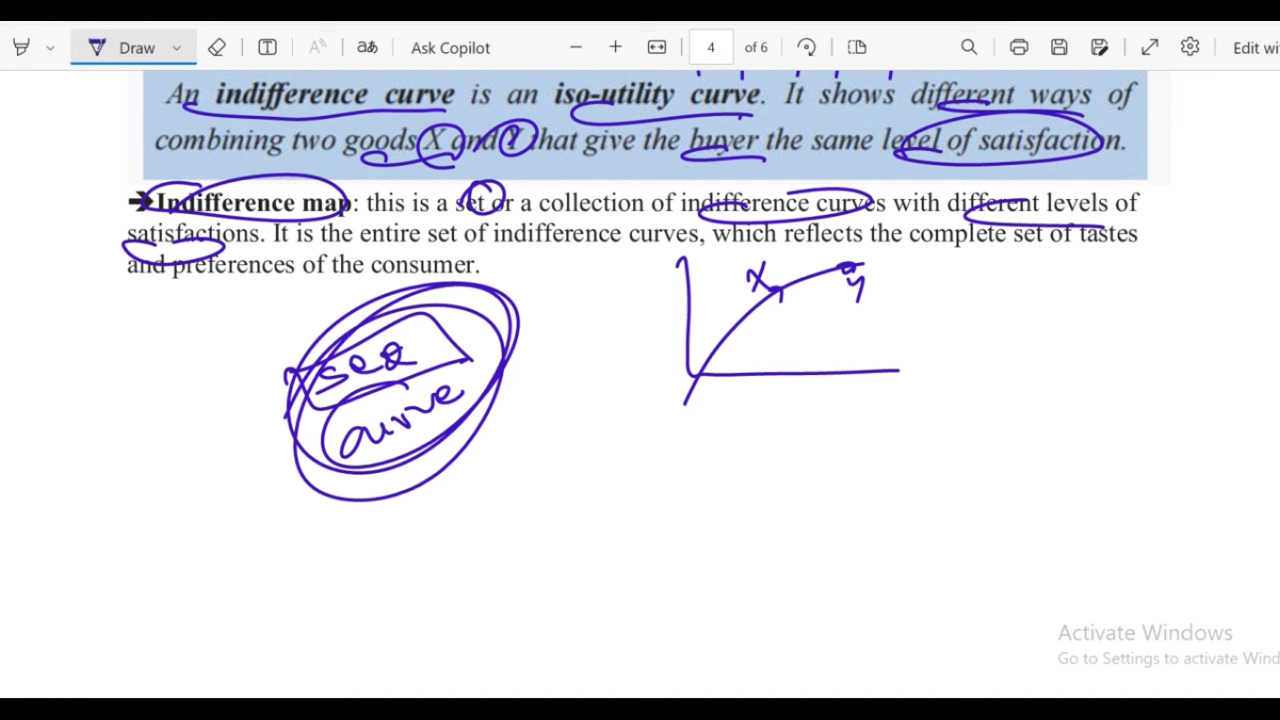 Draw
Ask Copilot
4 of 6
Edit wi
An indifference curve is an iso-utility curve. It shows different ways of
combining two goods X and Y that give the buyer the same level of satisfaction.
➔Indifference map: this is a set or a collection of indifference curves with different levels of
satisfactions. It is the entire set of indifference curves, which reflects the complete set of tastes
and preferences of the consumer.
X
y
curve
Activate Windows
Go to Settings to activate Wind